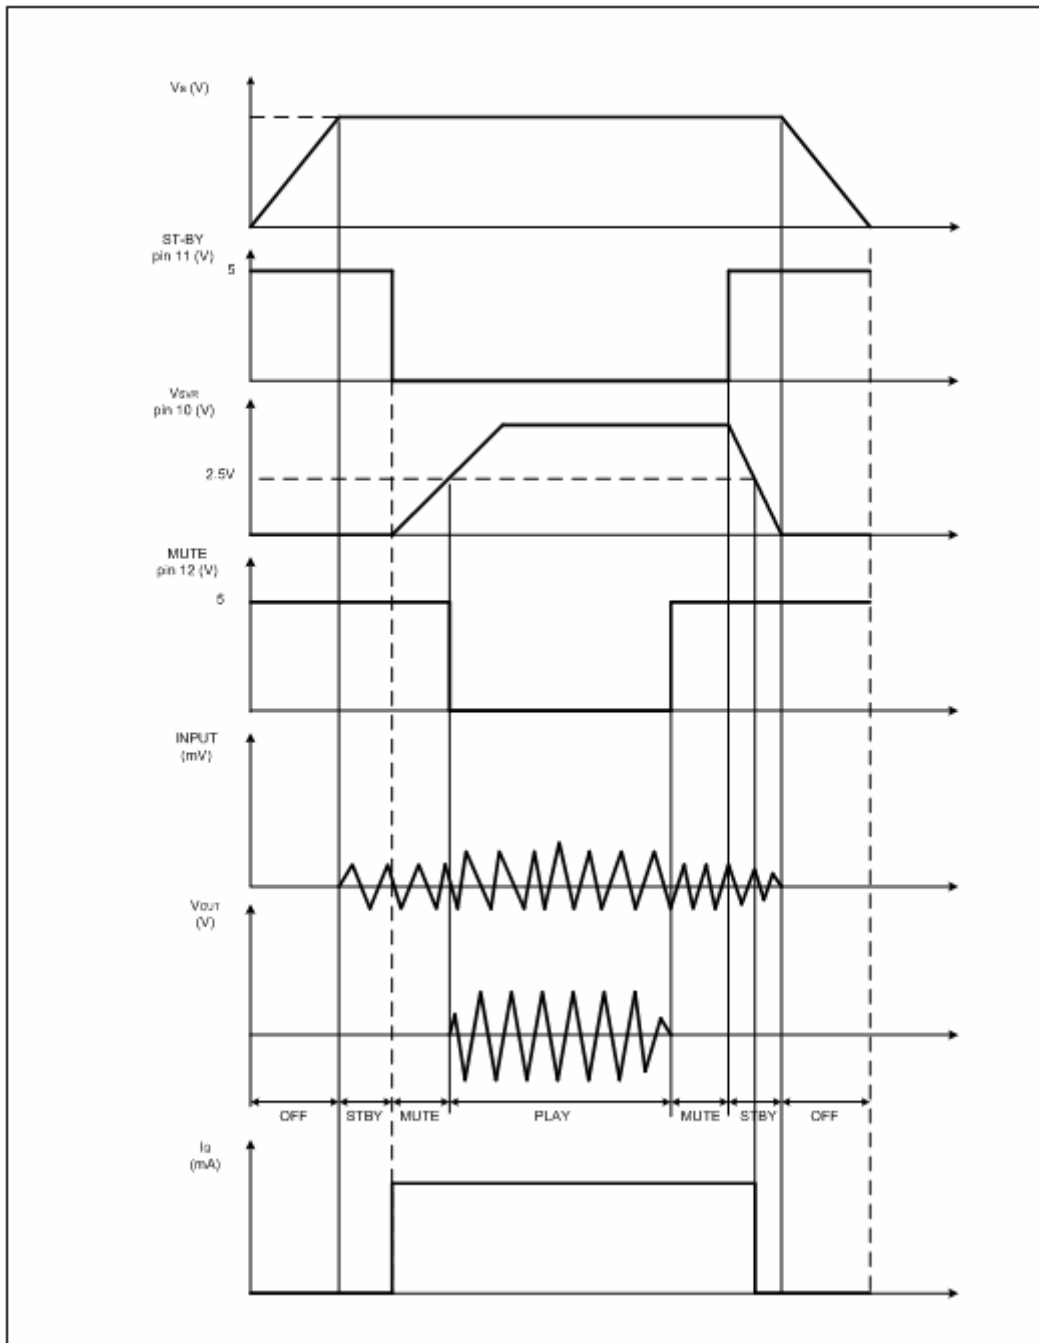 Vs (V)
ST-BY
pin 11 (V)
5
VSVR
pin 10 (V)
2.5V
MUTE
pin 12 (V)
5
INPUT
(mV)
VOUT
(V)
OFF STBY MUTE PLAY MUTE STBY OFF
IQ
(mA)